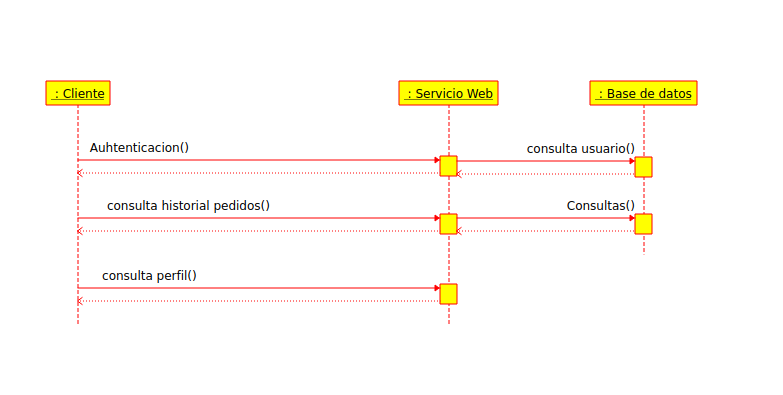 : Cliente
: Servicio Web
: Base de datos
Auhtenticacion()
consulta usuario()
consulta historial pedidos()
Consultas()
consulta perfil()